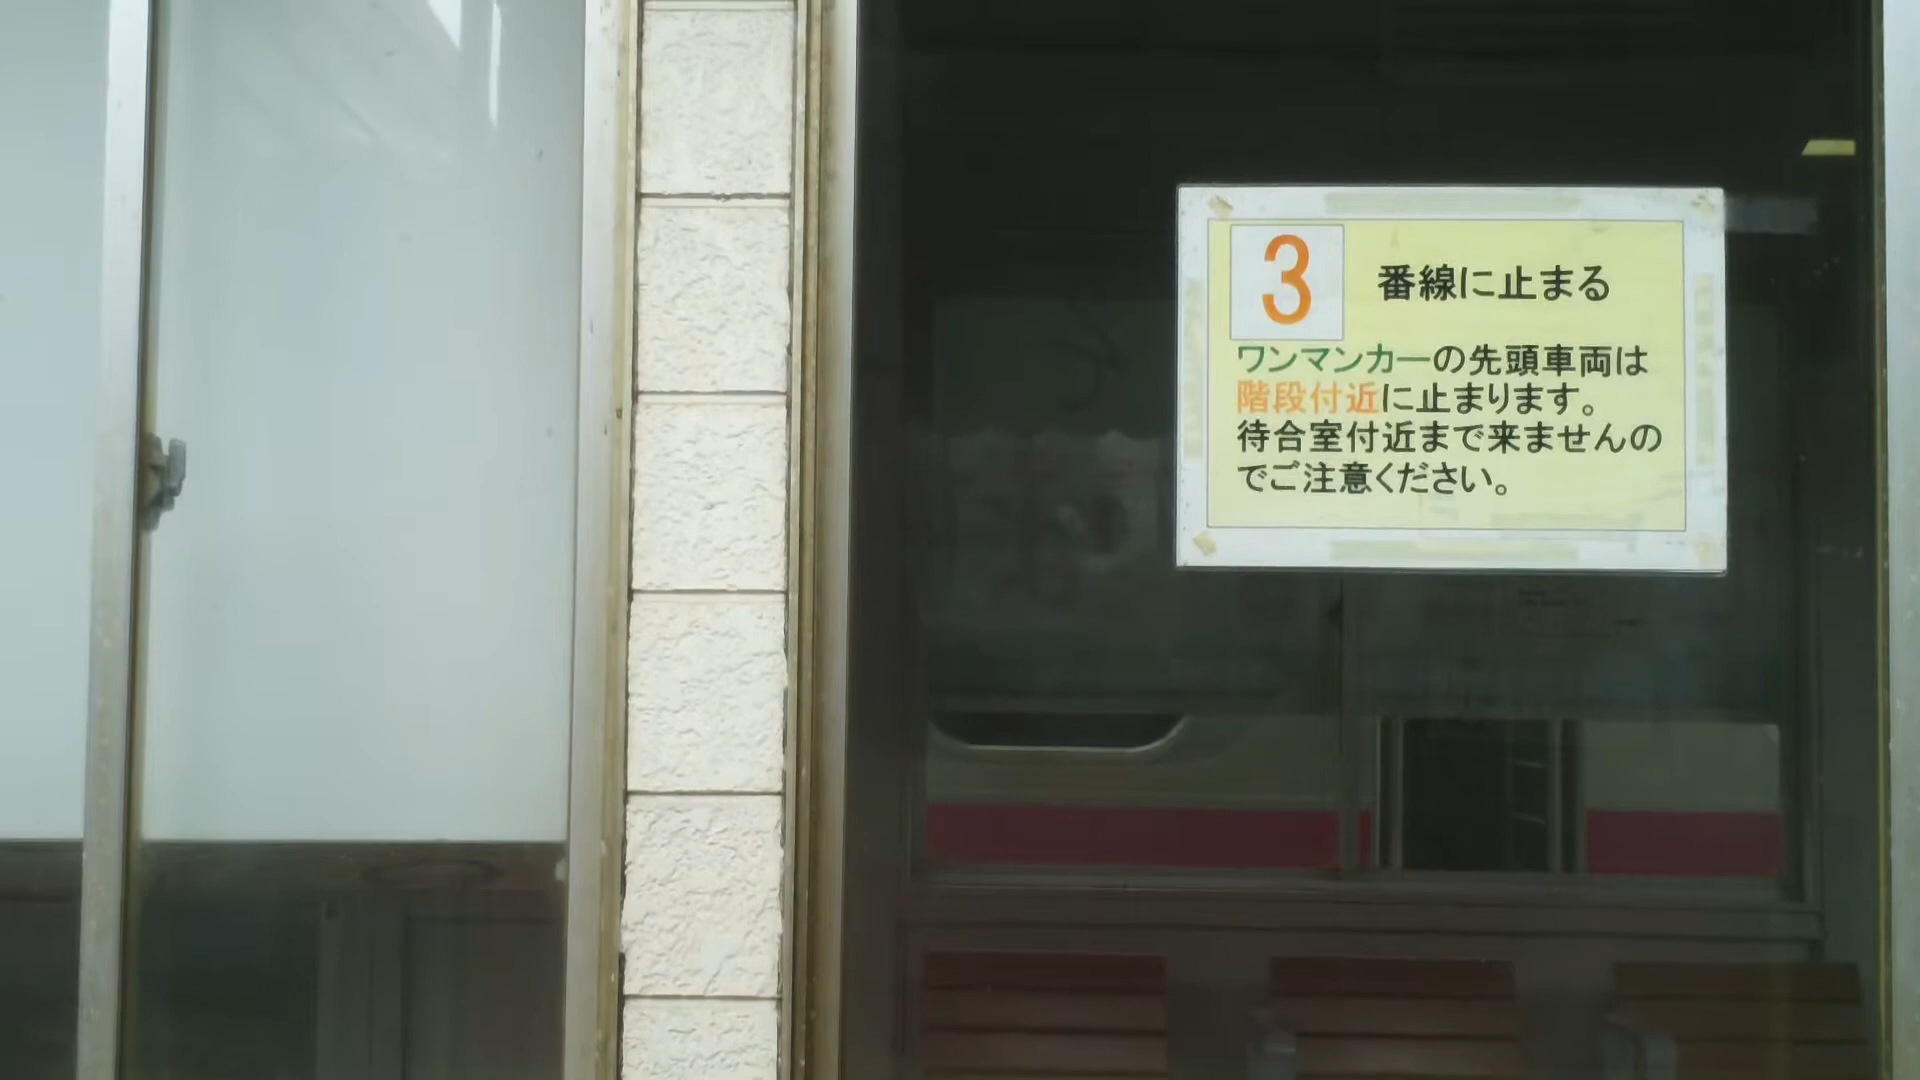 3 番線に止まる
ワンマンカーの先頭車両は
階段付近に止まります。
待合室付近まで来ませんの
でご注意ください。